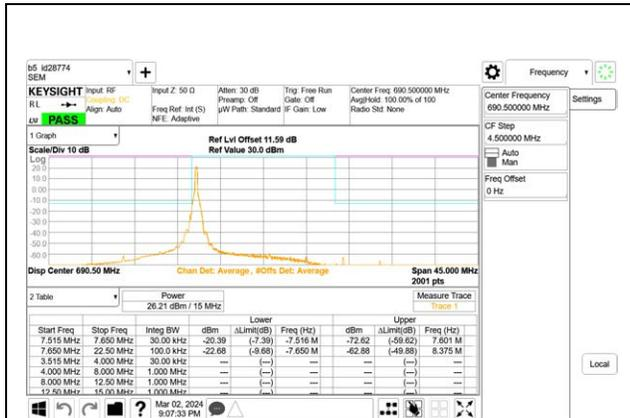 b5 id28774
SEM
KEYSIGHT
RL
PASS
Input: RF
Coupling: DC
Align: Auto
Input Z: 50 Ω
Freq Ref: Int (S)
NFE: Adaptive
Atten: 30 dB
Preamp: Off
µW Path: Standard
Trig: Free Run
Gate: Off
IF Gain: Low
Center Freq: 690.500000 MHz
Avg|Hold: 100.00% of 100
Radio Std: None
Frequency
Center Frequency
690.500000 MHz
Settings
CF Step
4.500000 MHz
Auto
Man
Freq Offset
0 Hz
Local
1 Graph
Scale/Div 10 dB
Ref Lvl Offset 11.59 dB
Ref Value 30.0 dBm
Log
20.0
10.0
0.00
-10.0
-20.0
-30.0
-40.0
-50.0
-60.0
Disp Center 690.50 MHz
Chan Det: Average , #Offs Det: Average
Span 45.000 MHz
2001 pts
2 Table
Power
26.21 dBm / 15 MHz
Measure Trace
Trace 1
Lower Upper
Start Freq Stop Freq Integ BW dBm ΔLimit(dB) Freq (Hz) dBm ΔLimit(dB) Freq (Hz)
7.515 MHz 7.650 MHz 30.00 kHz -20.39 (-7.39) -7.516 M -72.62 (-59.62) 7.601 M
7.650 MHz 22.50 MHz 100.0 kHz -22.68 (-9.68) -7.650 M -62.88 (-49.88) 8.375 M
3.515 MHz 4.000 MHz 30.00 kHz --- (---) --- --- (---) ---
4.000 MHz 8.000 MHz 1.000 MHz --- (---) --- --- (---) ---
8.000 MHz 12.50 MHz 1.000 MHz --- (---) --- --- (---) ---
12.50 MHz 15.00 MHz 1.000 MHz --- (---) --- --- (---) ---
?
Mar 02, 2024
9:07:33 PM